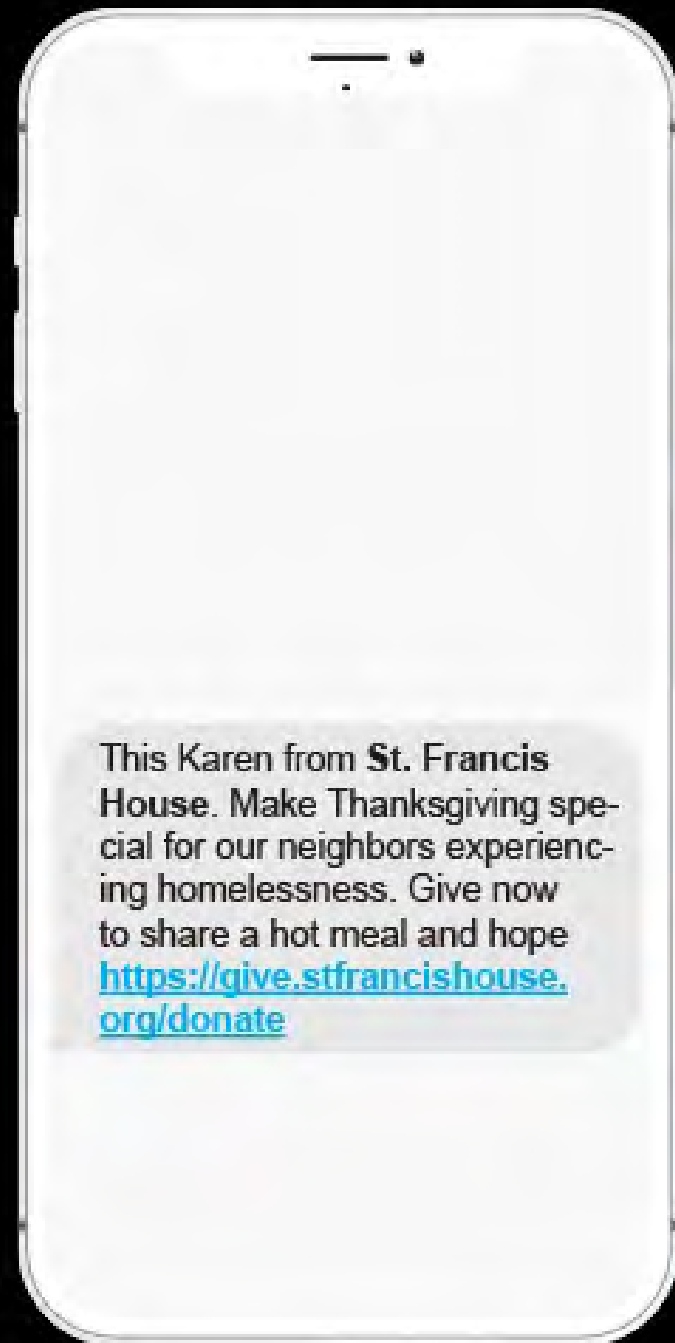 This Karen from St. Francis
House. Make Thanksgiving spe-
cial for our neighbors experienc-
ing homelessness. Give now
to share a hot meal and hope
https://give.stfrancishouse.
org/donate